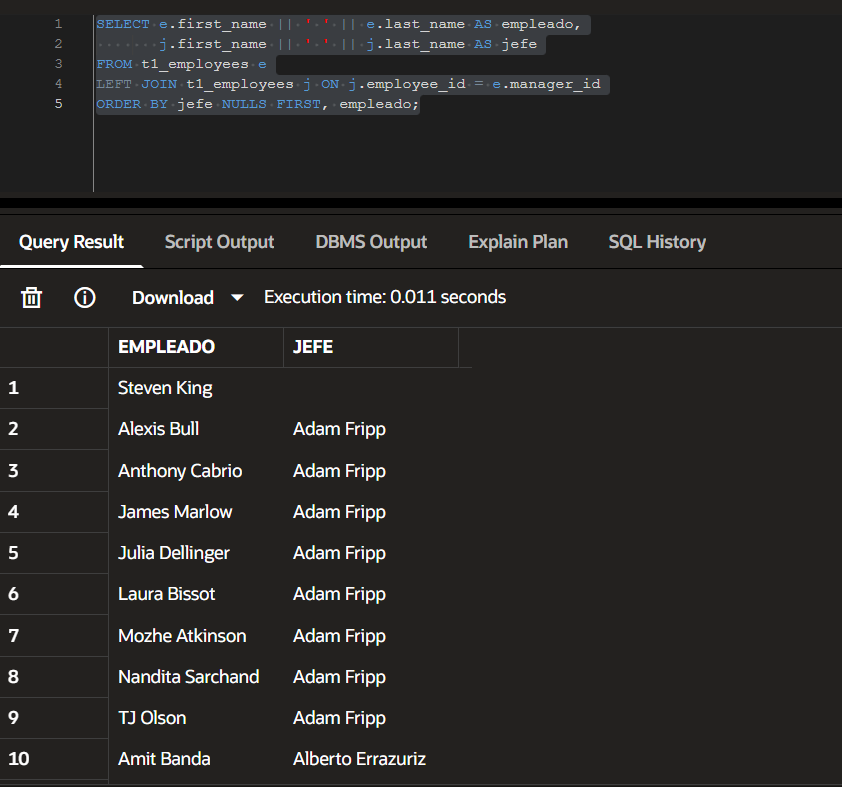 1 SELECT e.first_name || ' ' || e.last_name AS empleado,
2        j.first_name || ' ' || j.last_name AS jefe
3 FROM t1_employees e
4 LEFT JOIN t1_employees j ON j.employee_id = e.manager_id
5 ORDER BY jefe NULLS FIRST, empleado;
Query Result Script Output DBMS Output Explain Plan SQL History
Download Execution time: 0.011 seconds
EMPLEADO JEFE
1 Steven King
2 Alexis Bull Adam Fripp
3 Anthony Cabrio Adam Fripp
4 James Marlow Adam Fripp
5 Julia Dellinger Adam Fripp
6 Laura Bissot Adam Fripp
7 Mozhe Atkinson Adam Fripp
8 Nandita Sarchand Adam Fripp
9 TJ Olson Adam Fripp
10 Amit Banda Alberto Errazuriz